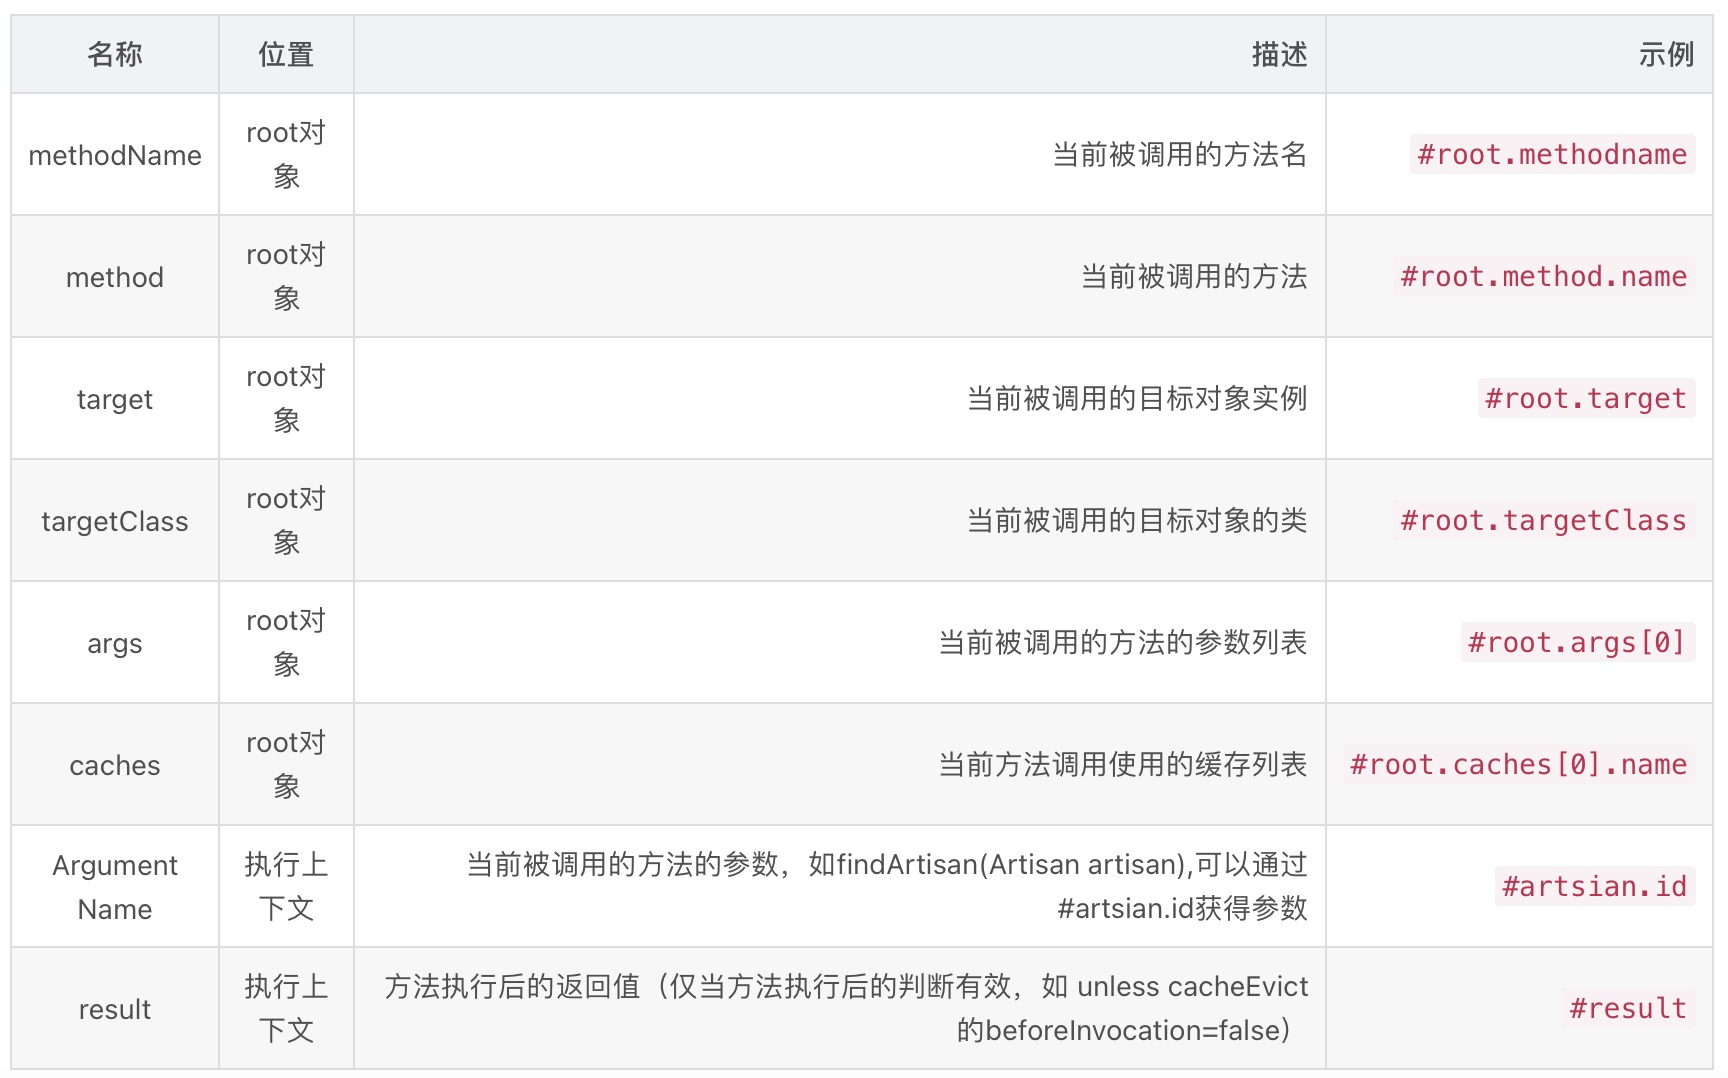 名称 位置 描述 示例
methodName root对 当前被调用的方法名 #root.methodname
象
method root对 当前被调用的方法 #root.method.name
象
target root对 当前被调用的目标对象实例 #root.target
象
targetClass root对 当前被调用的目标对象的类 #root.targetClass
象
args root对 当前被调用的方法的参数列表 #root.args[0]
象
caches root对 当前方法调用使用的缓存列表 #root.caches[0].name
象
Argument 执行上 当前被调用的方法的参数，如findArtisan(Artisan artisan),可以通过 #artsian.id
Name 下文 #artsian.id获得参数
result 执行上 方法执行后的返回值（仅当方法执行后的判断有效，如 unless cacheEvict #result
下文 的beforeInvocation=false）